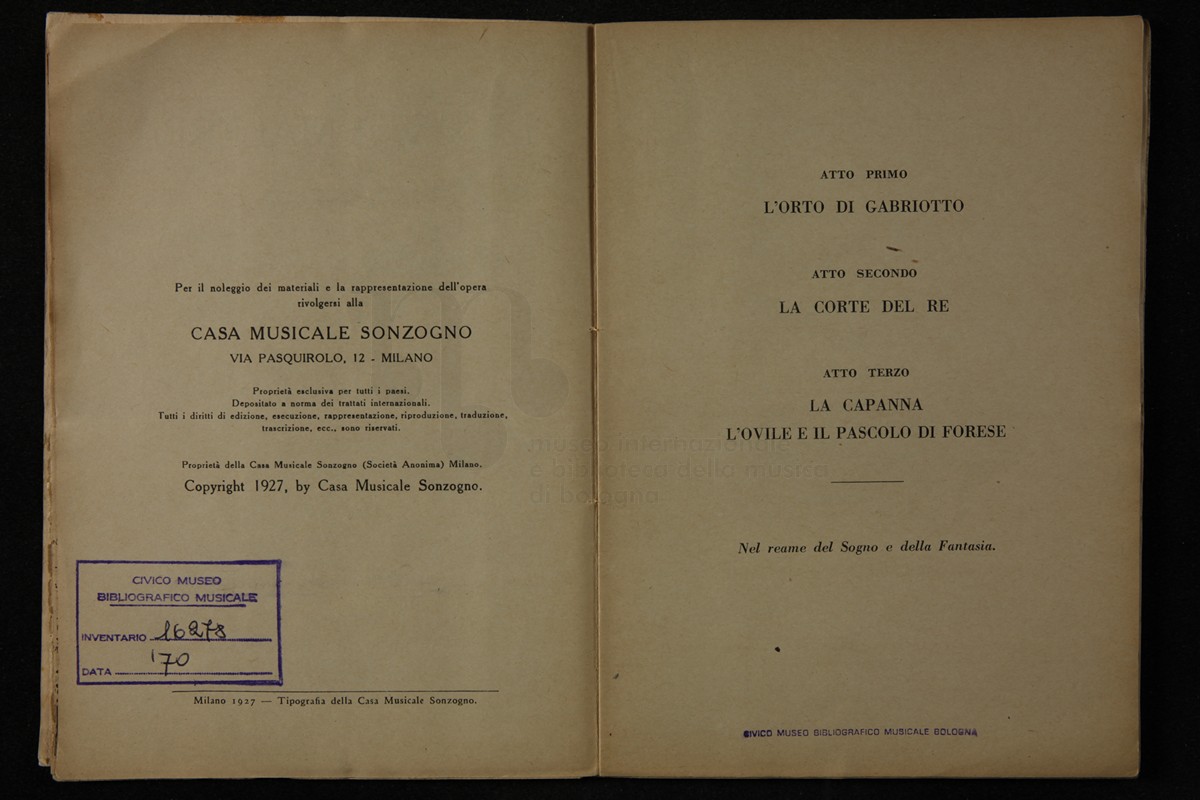 Per il noleggio dei materiali e la rappresentazione dell'opera
rivolgersi alla
CASA MUSICALE SONZOGNO
VIA PASQUIROLO, 12 - MILANO
Proprietà esclusiva per tutti i paesi.
Depositato a norma dei trattati internazionali.
Tutti i diritti di edizione, esecuzione, rappresentazione, riproduzione, traduzione,
trascrizione, ecc., sono riservati.
Proprietà della Casa Musicale Sonzogno (Società Anonima) Milano.
Copyright 1927, by Casa Musicale Sonzogno.
CIVICO MUSEO
BIBLIOGRAFICO MUSICALE
INVENTARIO 16278
DATA '70
Milano 1927 — Tipografia della Casa Musicale Sonzogno.
ATTO PRIMO
L'ORTO DI GABRIOTTO
ATTO SECONDO
LA CORTE DEL RE
ATTO TERZO
LA CAPANNA
L'OVILE E IL PASCOLO DI FORESE
Nel reame del Sogno e della Fantasia.
CIVICO MUSEO BIBLIOGRAFICO MUSICALE BOLOGNA
museo internazionale
e biblioteca della musica
di bologna